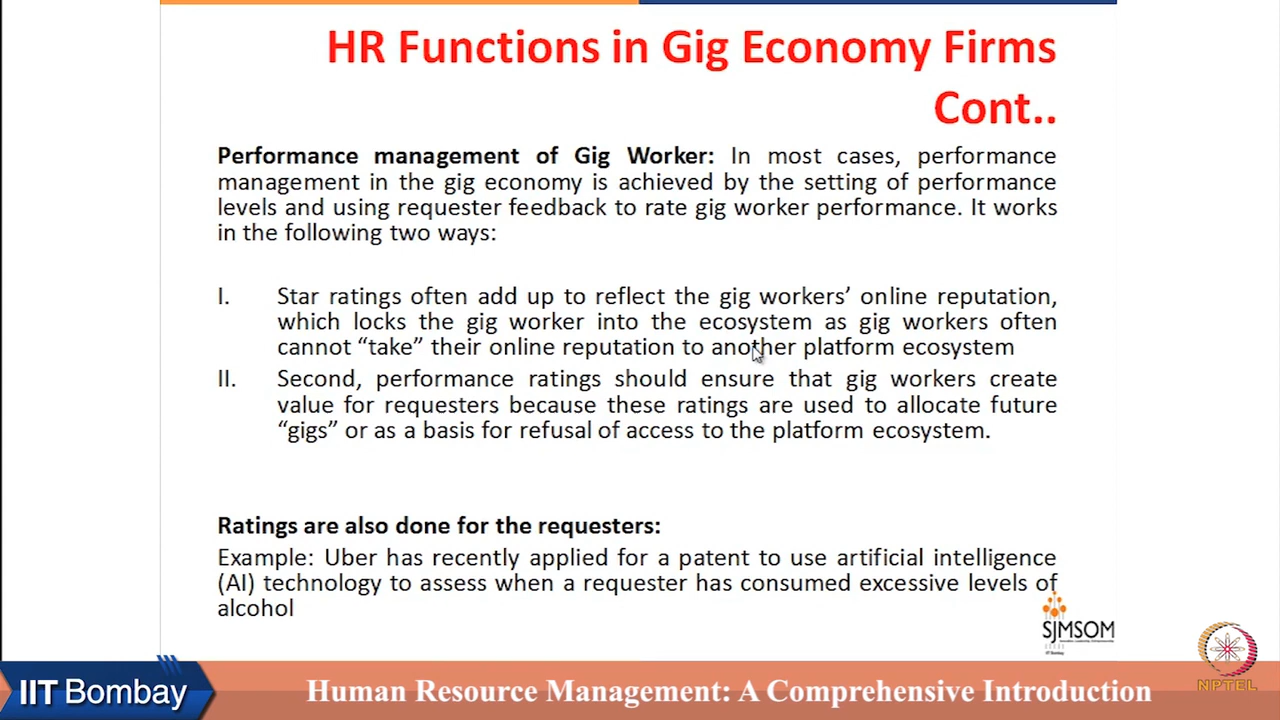 HR Functions in Gig Economy Firms
Cont..
Performance management of Gig Worker: In most cases, performance
management in the gig economy is achieved by the setting of performance
levels and using requester feedback to rate gig worker performance. It works
in the following two ways:
I. Star ratings often add up to reflect the gig workers’ online reputation,
which locks the gig worker into the ecosystem as gig workers often
cannot “take” their online reputation to another platform ecosystem
II. Second, performance ratings should ensure that gig workers create
value for requesters because these ratings are used to allocate future
“gigs” or as a basis for refusal of access to the platform ecosystem.
Ratings are also done for the requesters:
Example: Uber has recently applied for a patent to use artificial intelligence
(AI) technology to assess when a requester has consumed excessive levels of
alcohol
SJMSOM
IIT Bombay
NPTEL
IIT Bombay
Human Resource Management: A Comprehensive Introduction